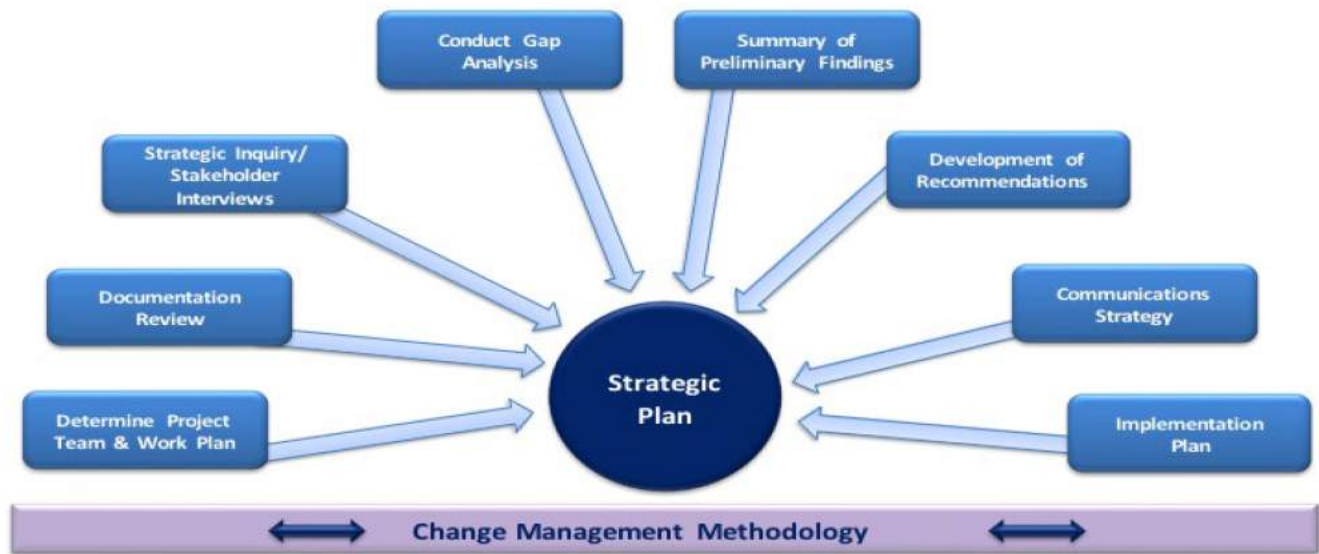 Conduct Gap
Analysis
Summary of
Preliminary Findings
Strategic Inquiry/
Stakeholder
Interviews
Development of
Recommendations
Documentation
Review
Communications
Strategy
Strategic
Plan
Determine Project
Team & Work Plan
Implementation
Plan
Change Management Methodology